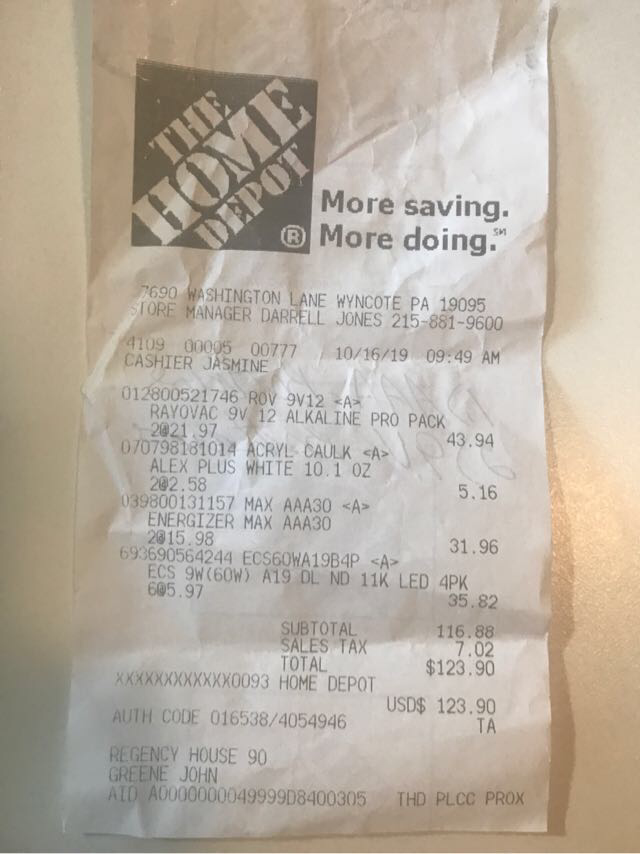 THE
HOME
DEPOT
®
More saving.
More doing.℠
7690 WASHINGTON LANE WYNCOTE PA 19095
STORE MANAGER DARRELL JONES 215-881-9600
4109 00005 00777 10/16/19 09:49 AM
CASHIER JASMINE
012800521746 ROV 9V12 <A>
RAYOVAC 9V 12 ALKALINE PRO PACK
2@21.97 43.94
070798181014 ACRYL CAULK <A>
ALEX PLUS WHITE 10.1 OZ
2@2.58 5.16
039800131157 MAX AAA30 <A>
ENERGIZER MAX AAA30
2@15.98 31.96
693690564244 ECS60WA19B4P <A>
ECS 9W(60W) A19 DL ND 11K LED 4PK
6@5.97 35.82
SUBTOTAL 116.88
SALES TAX 7.02
TOTAL $123.90
XXXXXXXXXXXX0093 HOME DEPOT
USD$ 123.90
AUTH CODE 016538/4054946 TA
REGENCY HOUSE 90
GREENE JOHN
AID A0000000049999D8400305 THD PLCC PROX